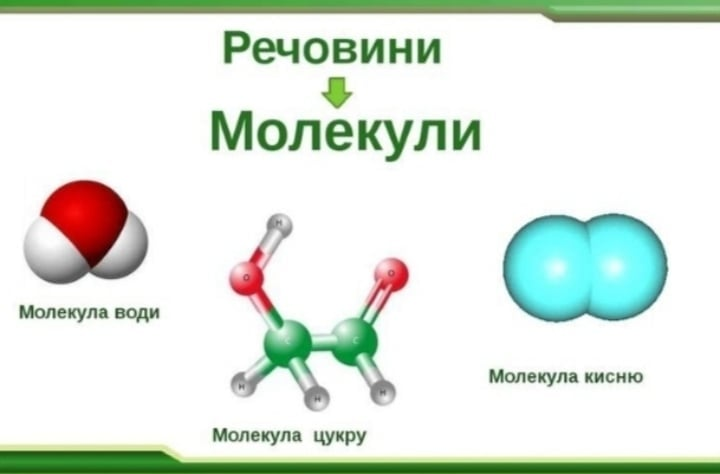 Речовини
Молекули
Молекула води
H
O
O
C
C
H
H
H
Молекула цукру
Молекула кисню